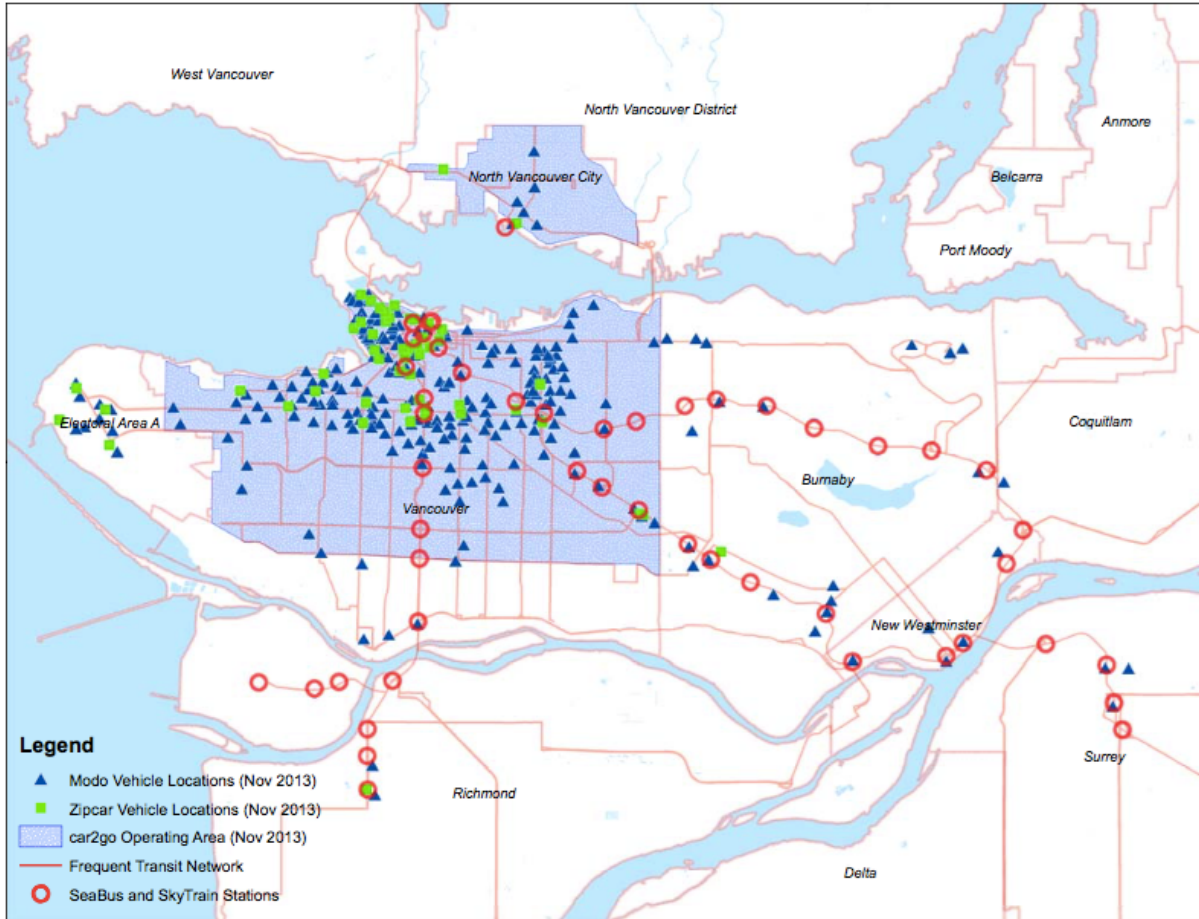 West Vancouver
North Vancouver District
Anmore
North Vancouver City
Belcarra
Port Moody
Electoral Area A
Coquitlam
Burnaby
Vancouver
New Westminster
Legend
Modo Vehicle Locations (Nov 2013)
Surrey
Zipcar Vehicle Locations (Nov 2013)
Richmond
car2go Operating Area (Nov 2013)
Frequent Transit Network
Delta
SeaBus and SkyTrain Stations